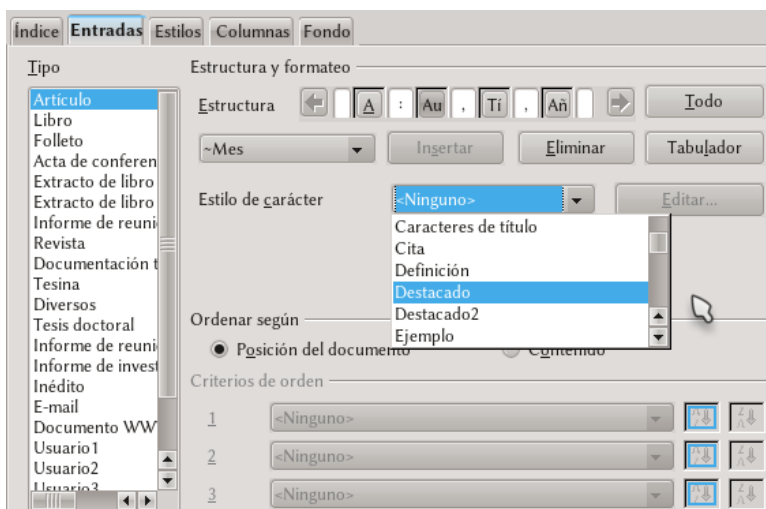 Índice Entradas Estilos Columnas Fondo
Tipo
Artículo
Libro
Folleto
Acta de conferen
Extracto de libro
Extracto de libro
Informe de reuni
Revista
Documentación t
Tesina
Diversos
Tesis doctoral
Informe de reuni
Informe de invest
Inédito
E-mail
Documento WW
Usuario1
Usuario2
Usuario3
Estructura y formateo
Estructura A : Au , Tí , Añ Todo
~Mes Insertar Eliminar Tabulador
Estilo de carácter <Ninguno> Editar...
Caracteres de título
Cita
Definición
Destacado
Destacado2
Ejemplo
Ordenar según
Posición del documento Contenido
Criterios de orden
1 <Ninguno>
2 <Ninguno>
3 <Ninguno>